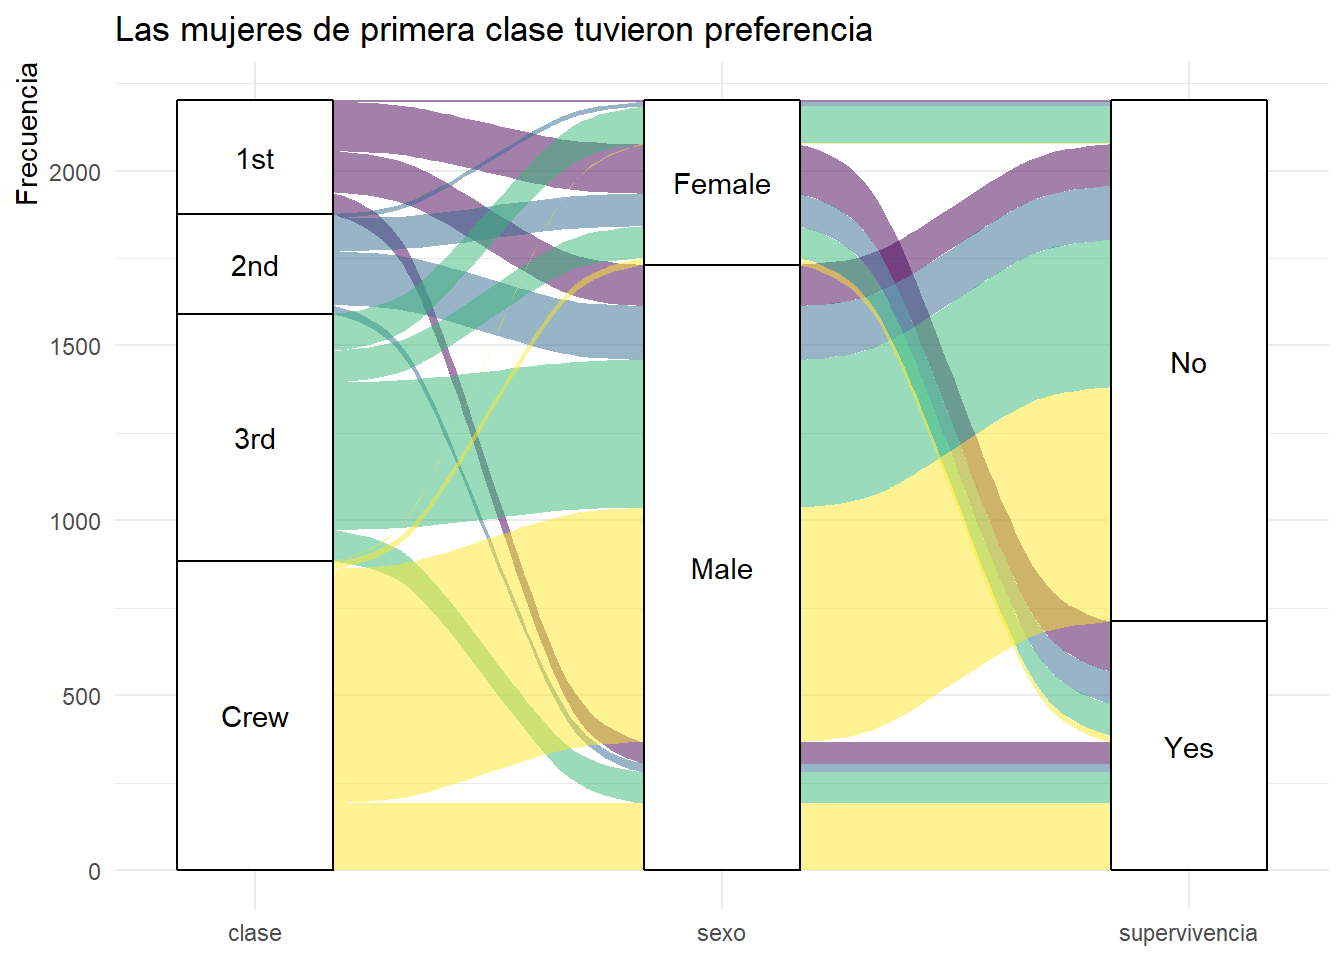 Las mujeres de primera clase tuvieron preferencia
Frecuencia
2000
1500
1000
500
0
1st
2nd
3rd
Crew
Female
Male
No
Yes
clase
sexo
supervivencia